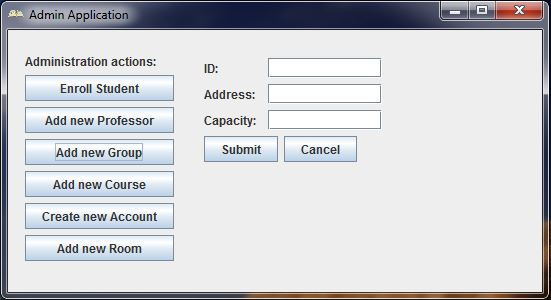 Admin Application
Administration actions:
Enroll Student
Add new Professor
Add new Group
Add new Course
Create new Account
Add new Room
ID:
Address:
Capacity:
Submit Cancel